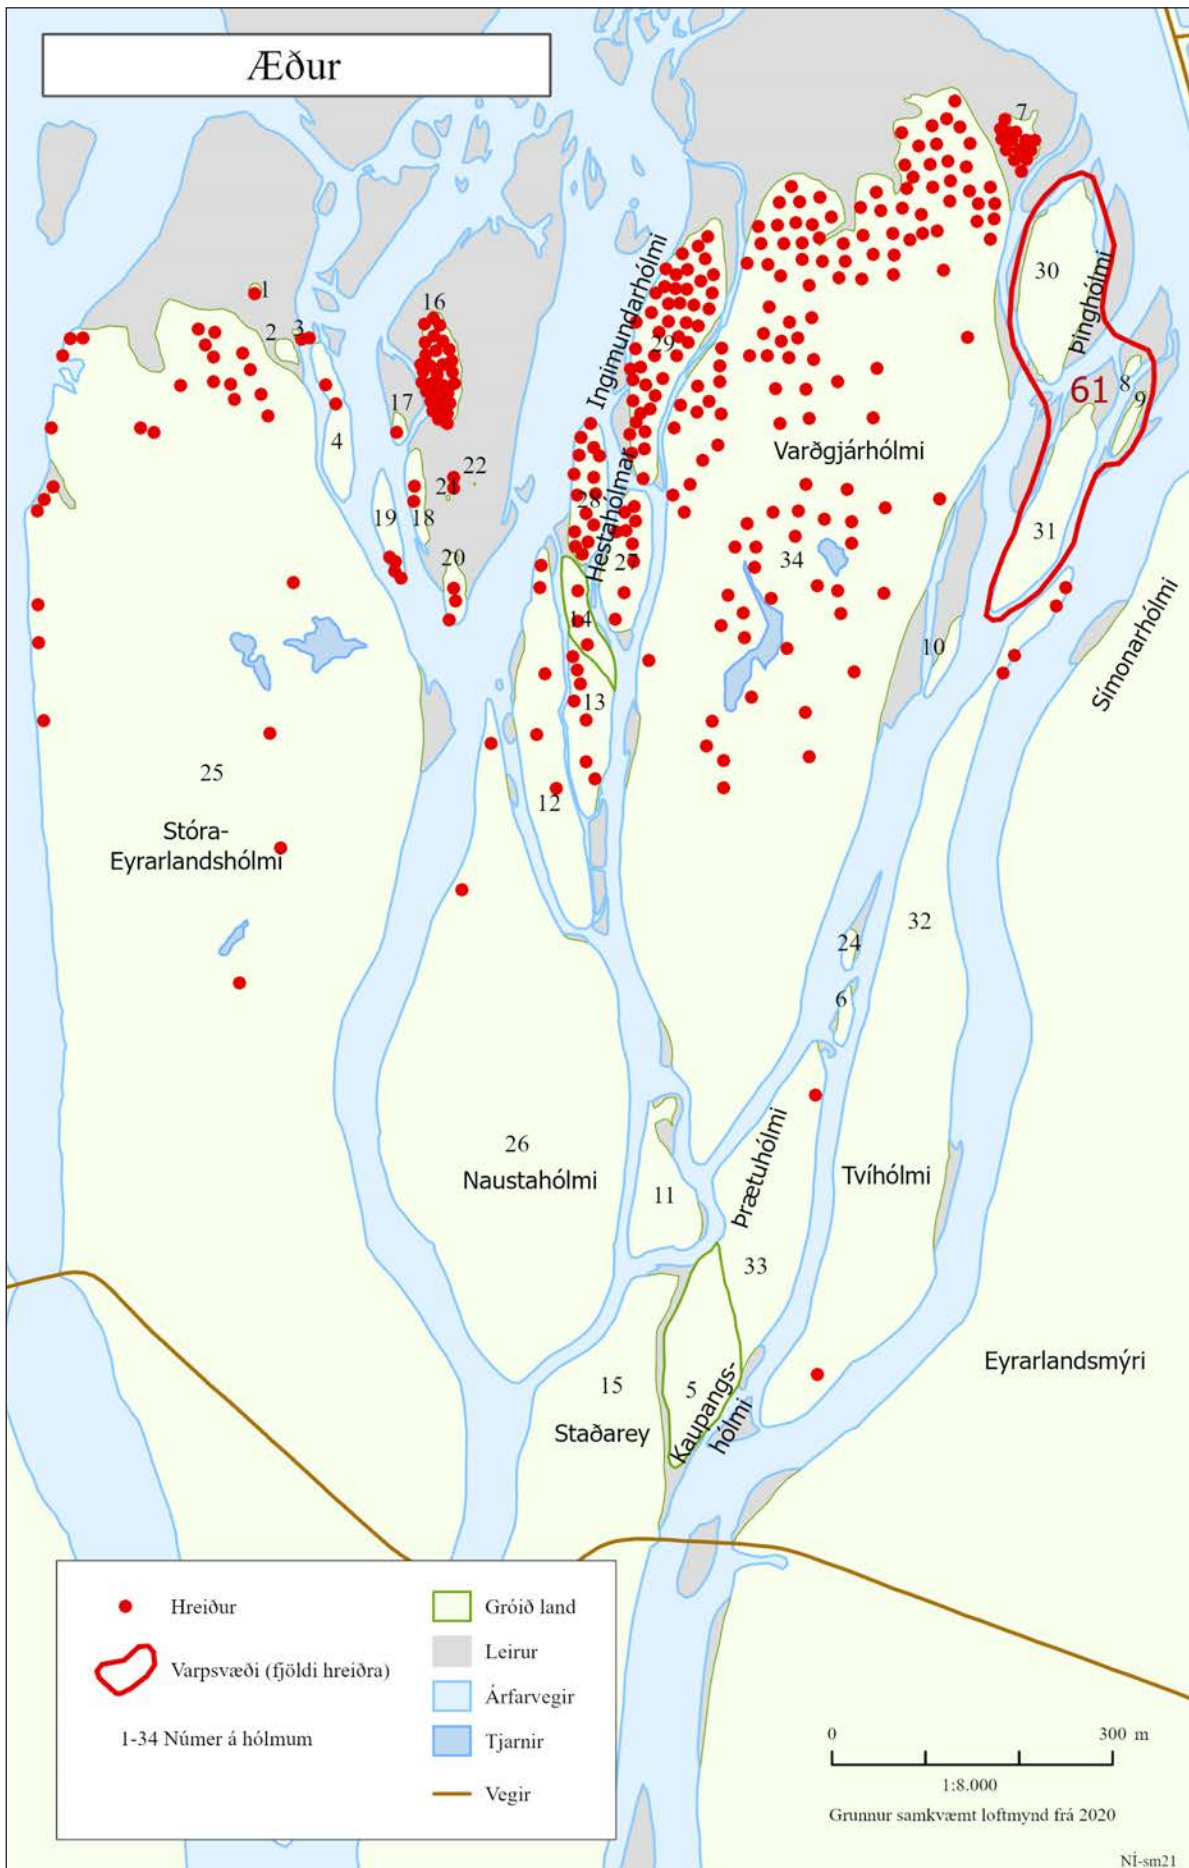 Æður
7
30
Þinghólmi
1
2
3
16
Ingimundarhólmi
29
61
8
9
17
4
22
21
Varðgjárhólmi
19
18
28
Hestahólmar
27
34
31
20
14
10
Símonarhólmi
13
25
12
Stóra-
Eyrarlandshólmi
32
24
6
26
Naustahólmi
11
Þrætuhólmi
Tvíhólmi
33
15
Staðarey
5
Kaupangs-
hólmi
Eyrarlandsmýri
Hreiður
Varpsvæði (fjöldi hreiðra)
1-34 Númer á hólmum
Gróið land
Leirur
Árfarvegir
Tjarnir
Vegir
0 300 m
1:8.000
Grunnur samkvæmt loftmynd frá 2020
NÍ-sm21